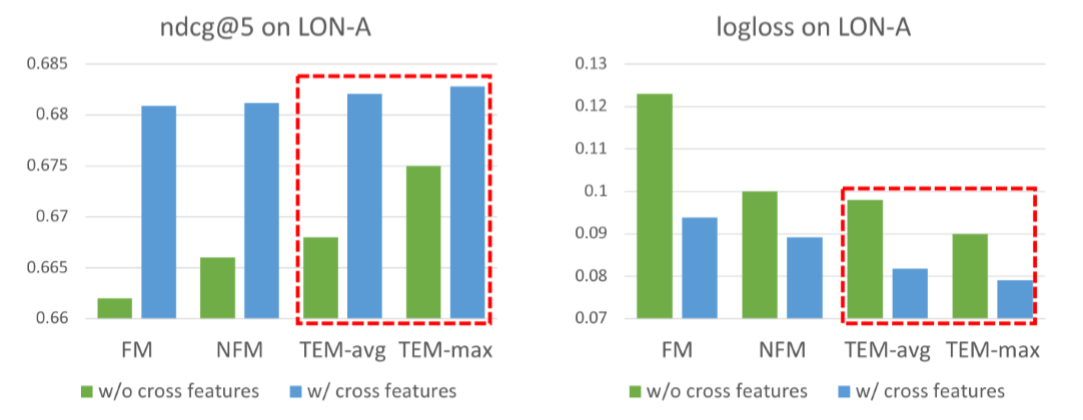 ndcg@5 on LON-A
0.685
0.68
0.675
0.67
0.665
0.66
FM NFM TEM-avg TEM-max
w/o cross features w/ cross features
logloss on LON-A
0.13
0.12
0.11
0.1
0.09
0.08
0.07
FM NFM TEM-avg TEM-max
w/o cross features w/ cross features